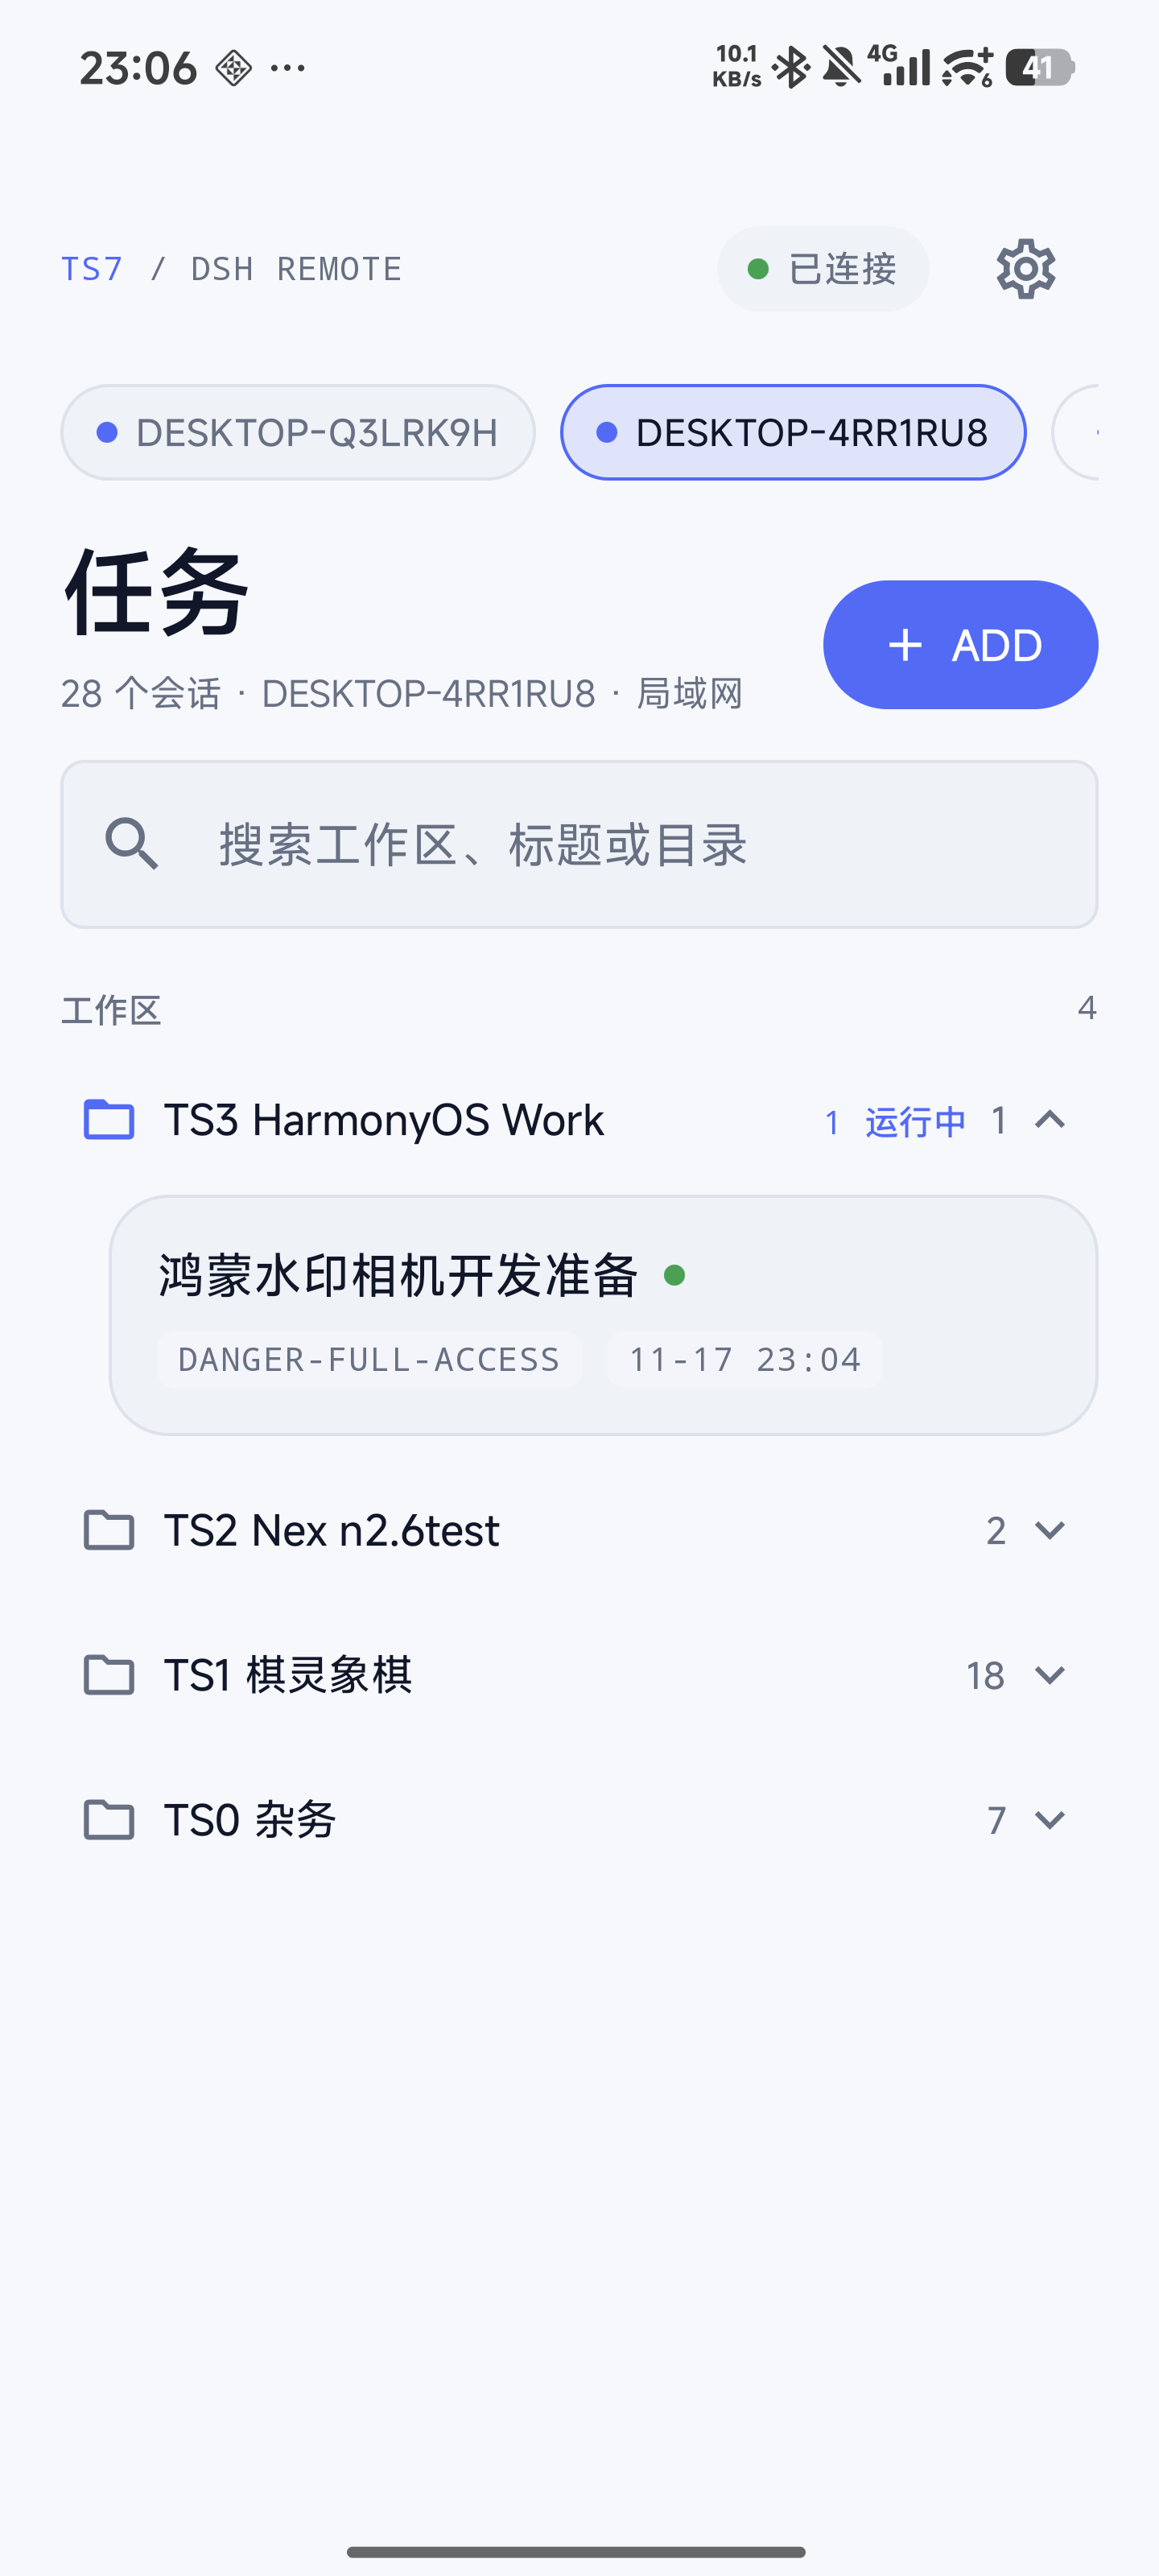 23:06 ... 10.1 KB/s 4G 6 41
TS7 / DSH REMOTE 已连接
DESKTOP-Q3LRK9H DESKTOP-4RR1RU8
任务
+ ADD
28 个会话 · DESKTOP-4RR1RU8 · 局域网
搜索工作区、标题或目录
工作区 4
TS3 HarmonyOS Work 1 运行中 1
鸿蒙水印相机开发准备
DANGER-FULL-ACCESS 11-17 23:04
TS2 Nex n2.6test 2
TS1 棋灵象棋 18
TS0 杂务 7